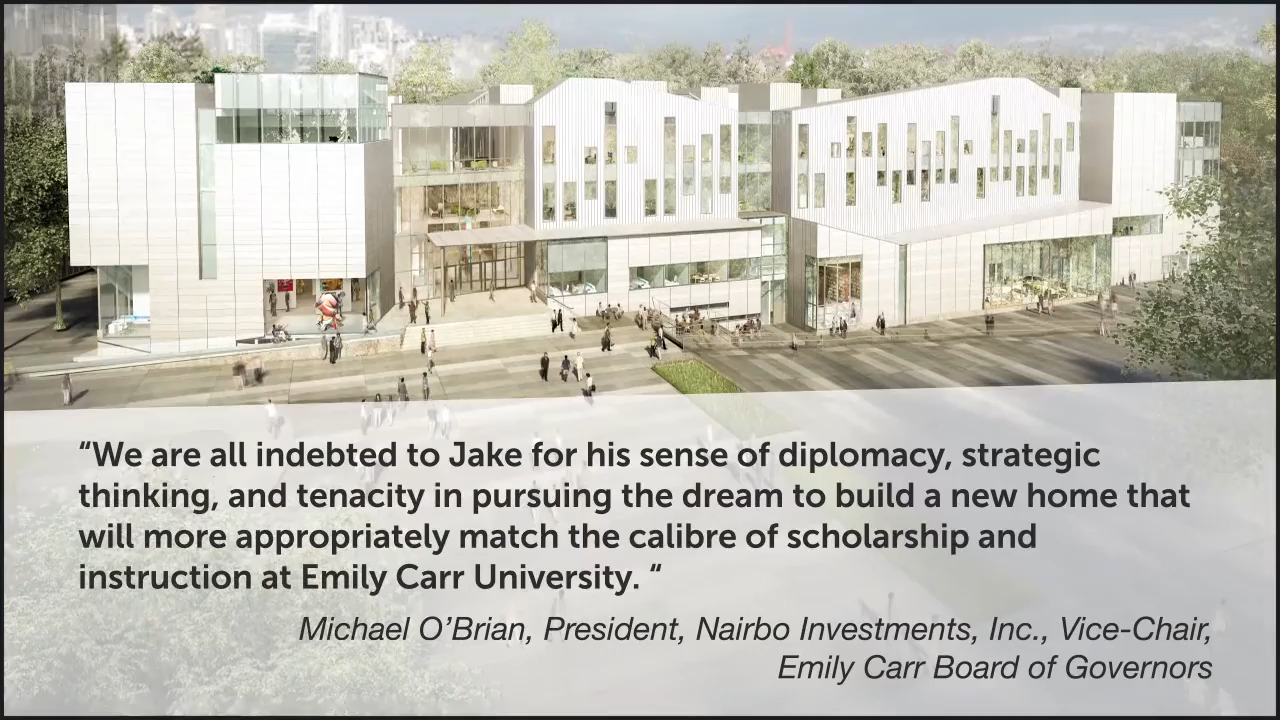 “We are all indebted to Jake for his sense of diplomacy, strategic
thinking, and tenacity in pursuing the dream to build a new home that
will more appropriately match the calibre of scholarship and
instruction at Emily Carr University. “
Michael O’Brian, President, Nairbo Investments, Inc., Vice-Chair,
Emily Carr Board of Governors